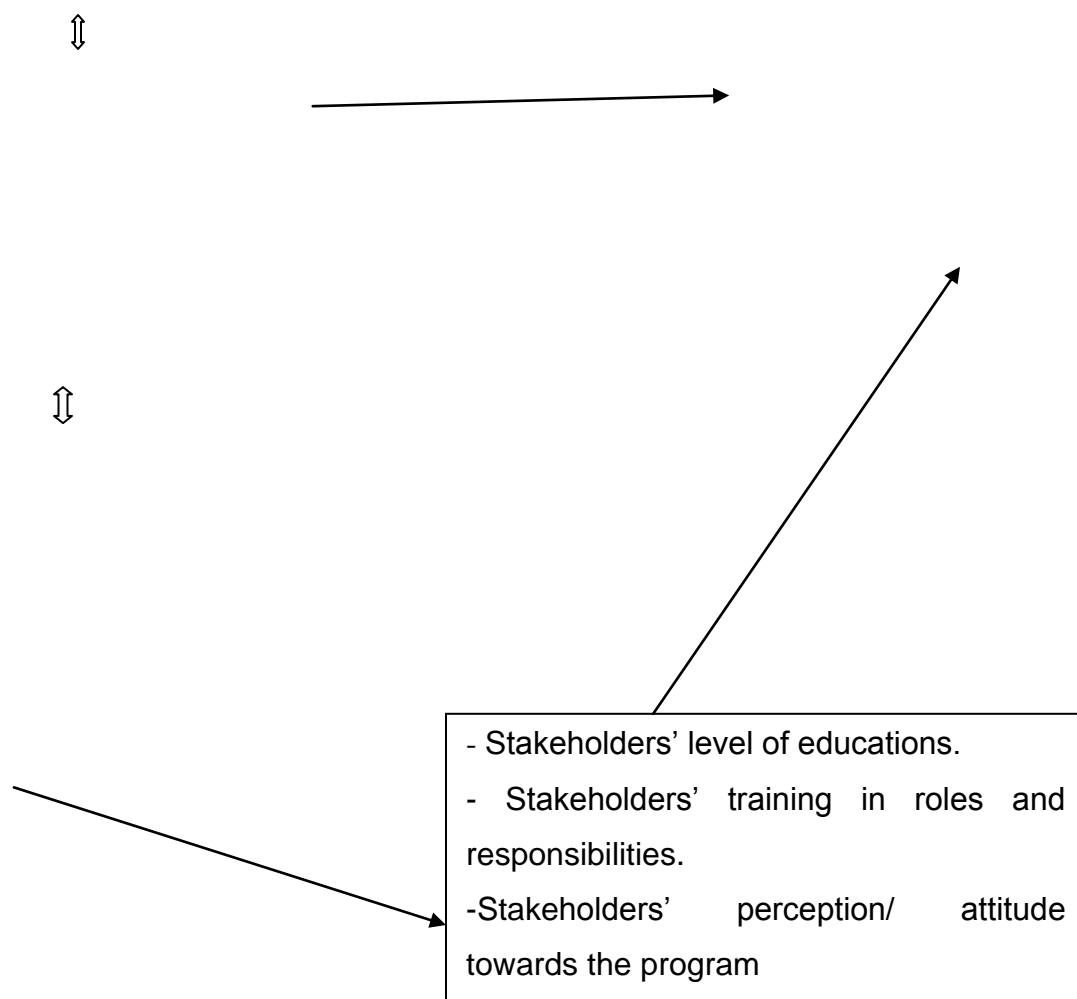 - Stakeholders’ level of educations.
- Stakeholders’ training in roles and
responsibilities.
-Stakeholders’ perception/ attitude
towards the program